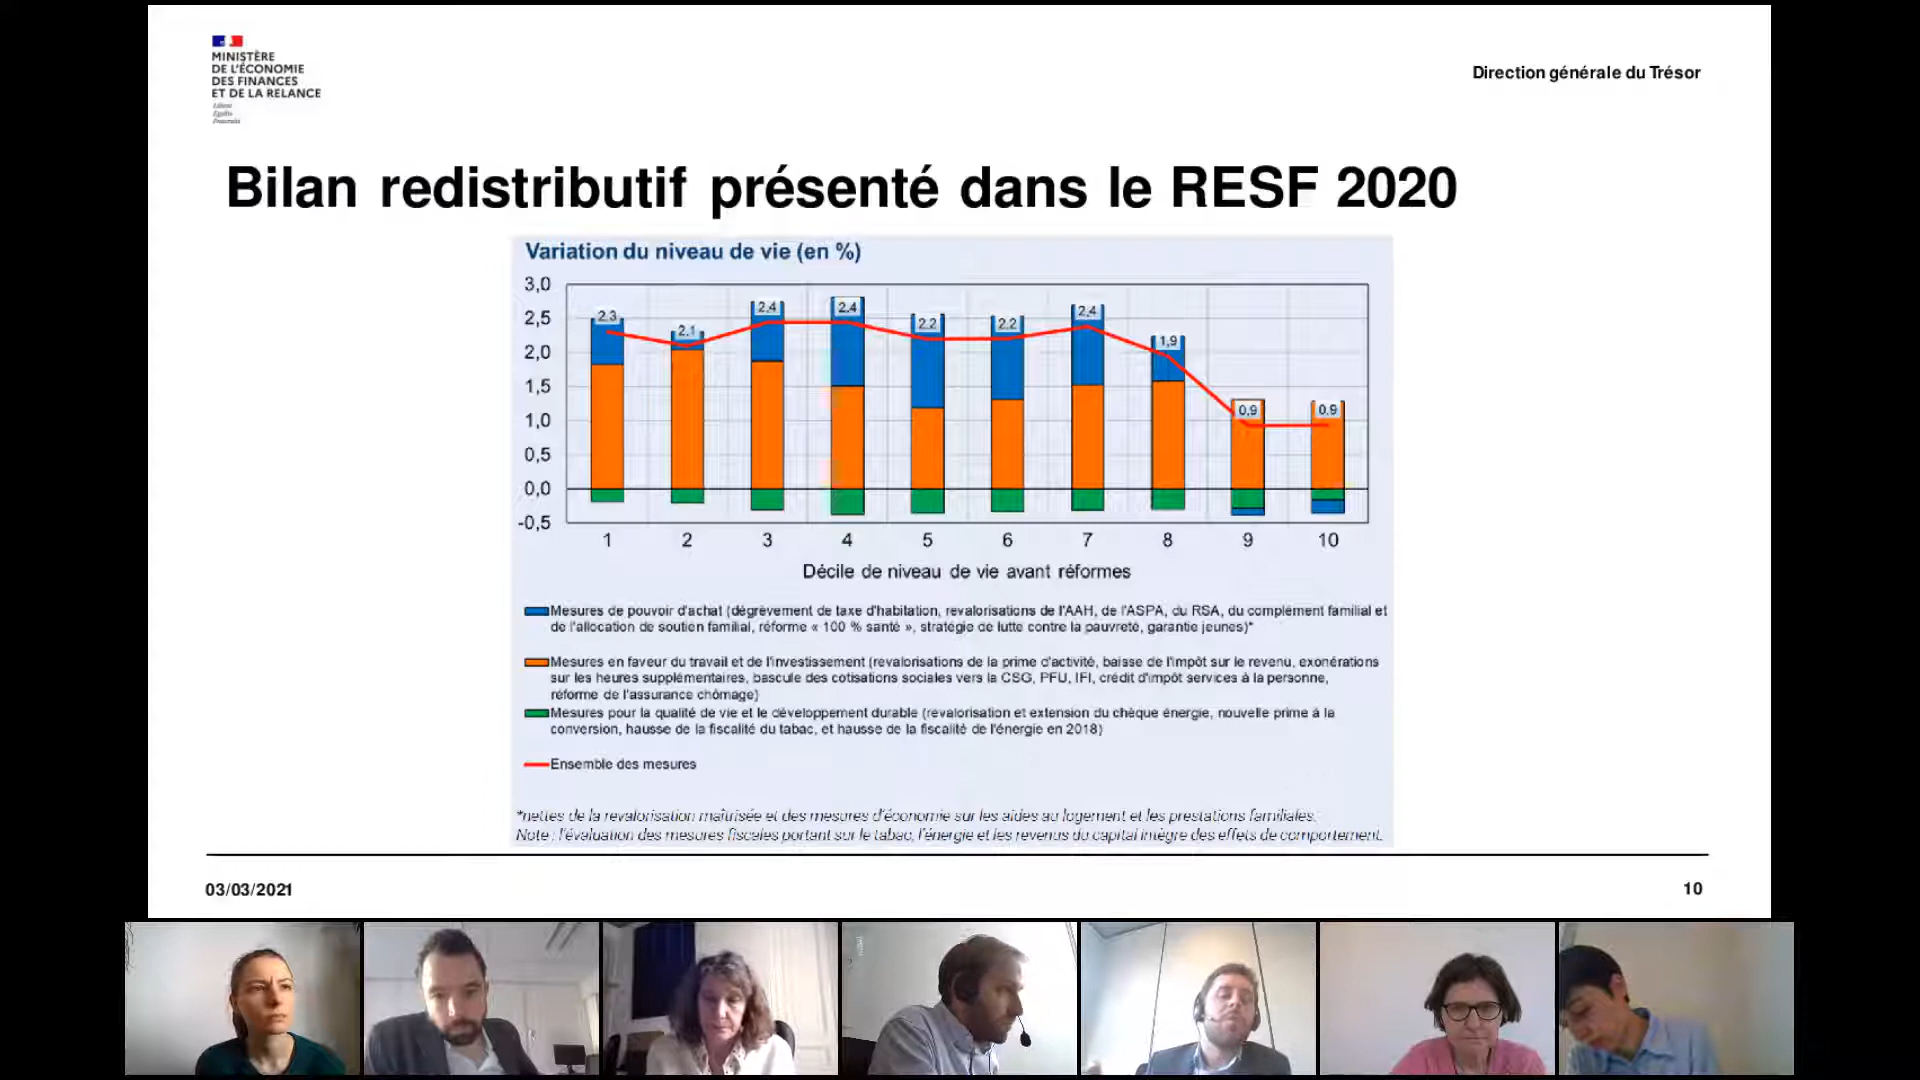 MINISTÈRE
DE L'ÉCONOMIE
DES FINANCES
ET DE LA RELANCE
Liberté
Égalité
Fraternité
Direction générale du Trésor
Bilan redistributif présenté dans le RESF 2020
Variation du niveau de vie (en %)
3,0
2,5
2,0
1,5
1,0
0,5
0,0
-0,5
2,3 2,1 2,4 2,4 2,2 2,2 2,4 1,9 0,9 0,9
1 2 3 4 5 6 7 8 9 10
Décile de niveau de vie avant réformes
Mesures de pouvoir d'achat (dégrèvement de taxe d'habitation, revalorisations de l'AAH, de l'ASPA, du RSA, du complément familial et
de l'allocation de soutien familial, réforme « 100 % santé », stratégie de lutte contre la pauvreté, garantie jeunes)*
Mesures en faveur du travail et de l'investissement (revalorisations de la prime d'activité, baisse de l'impôt sur le revenu, exonérations
sur les heures supplémentaires, bascule des cotisations sociales vers la CSG, PFU, IFI, crédit d'impôt services à la personne,
réforme de l'assurance chômage)
Mesures pour la qualité de vie et le développement durable (revalorisation et extension du chèque énergie, nouvelle prime à la
conversion, hausse de la fiscalité du tabac, et hausse de la fiscalité de l'énergie en 2018)
Ensemble des mesures
*nettes de la revalorisation maîtrisée et des mesures d'économie sur les aides au logement et les prestations familiales.
Note : l'évaluation des mesures fiscales portant sur le tabac, l'énergie et les revenus du capital intègre des effets de comportement.
03/03/2021
10